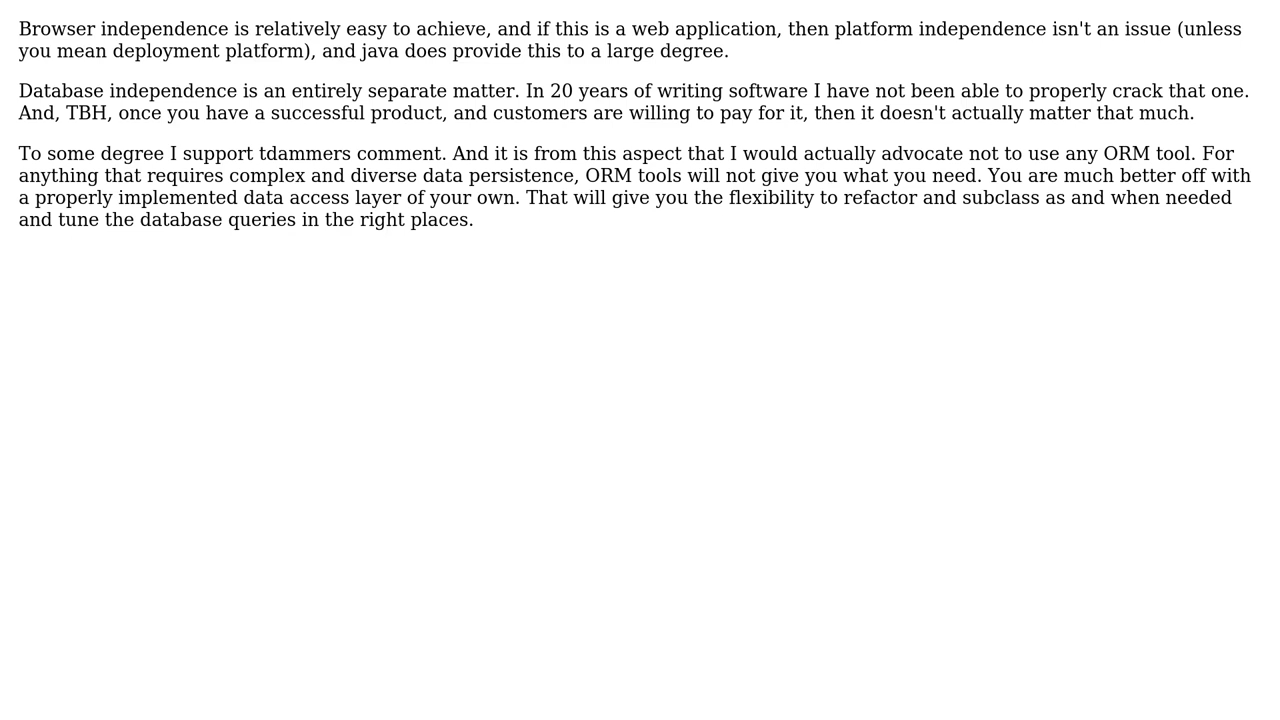 Browser independence is relatively easy to achieve, and if this is a web application, then platform independence isn't an issue (unless
you mean deployment platform), and java does provide this to a large degree.
Database independence is an entirely separate matter. In 20 years of writing software I have not been able to properly crack that one.
And, TBH, once you have a successful product, and customers are willing to pay for it, then it doesn't actually matter that much.
To some degree I support tdammers comment. And it is from this aspect that I would actually advocate not to use any ORM tool. For
anything that requires complex and diverse data persistence, ORM tools will not give you what you need. You are much better off with
a properly implemented data access layer of your own. That will give you the flexibility to refactor and subclass as and when needed
and tune the database queries in the right places.